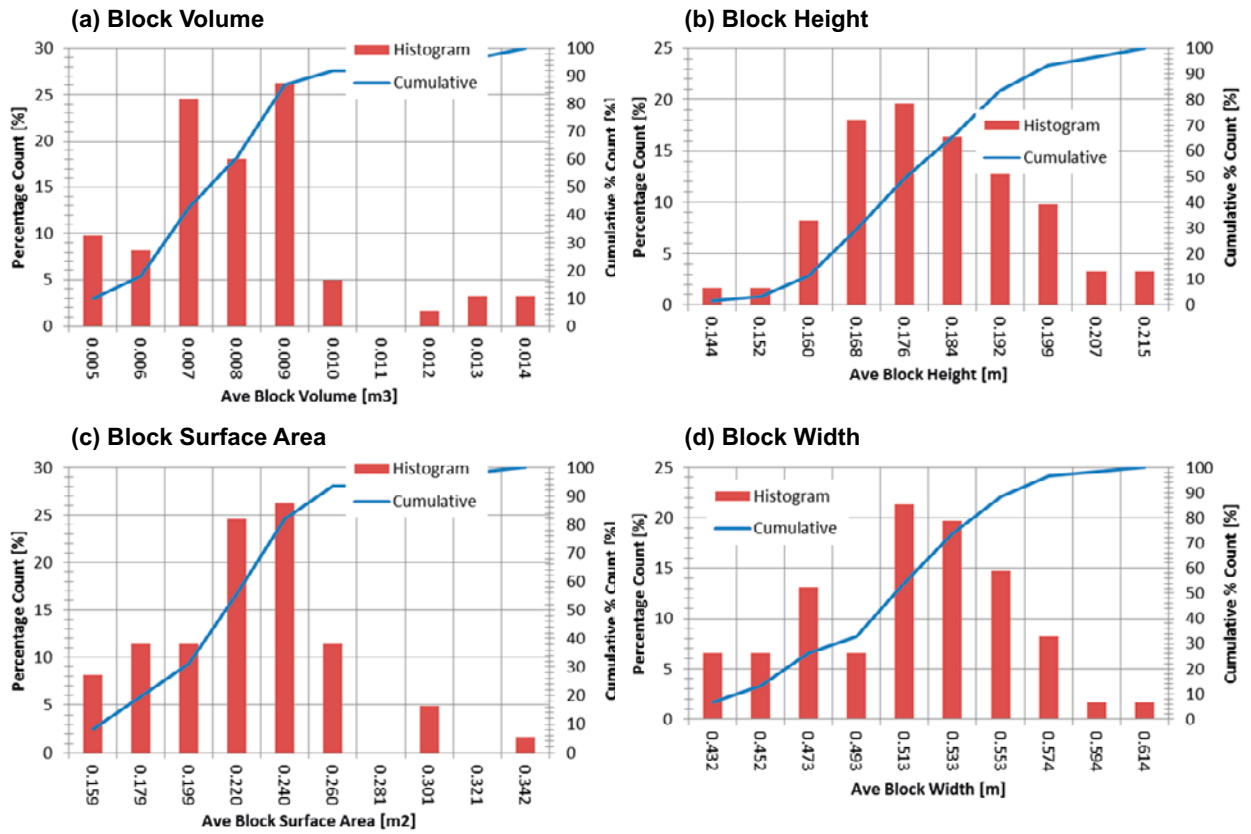 (a) Block Volume
30
25
20
15
10
5
0
Percentage Count [%]
Histogram
Cumulative
100
90
80
70
60
50
40
30
20
10
0
Cumulative % Count [%]
0.005 0.006 0.007 0.008 0.009 0.010 0.011 0.012 0.013 0.014
Ave Block Volume [m3]
(b) Block Height
25
20
15
10
5
0
Percentage Count [%]
Histogram
Cumulative
100
90
80
70
60
50
40
30
20
10
0
Cumulative % Count [%]
0.144 0.152 0.160 0.168 0.176 0.184 0.192 0.199 0.207 0.215
Ave Block Height [m]
(c) Block Surface Area
30
25
20
15
10
5
0
Percentage Count [%]
Histogram
Cumulative
100
90
80
70
60
50
40
30
20
10
0
Cumulative % Count [%]
0.159 0.179 0.199 0.220 0.240 0.260 0.281 0.301 0.321 0.342
Ave Block Surface Area [m2]
(d) Block Width
25
20
15
10
5
0
Percentage Count [%]
Histogram
Cumulative
100
90
80
70
60
50
40
30
20
10
0
Cumulative % Count [%]
0.432 0.452 0.473 0.493 0.513 0.533 0.553 0.574 0.594 0.614
Ave Block Width [m]